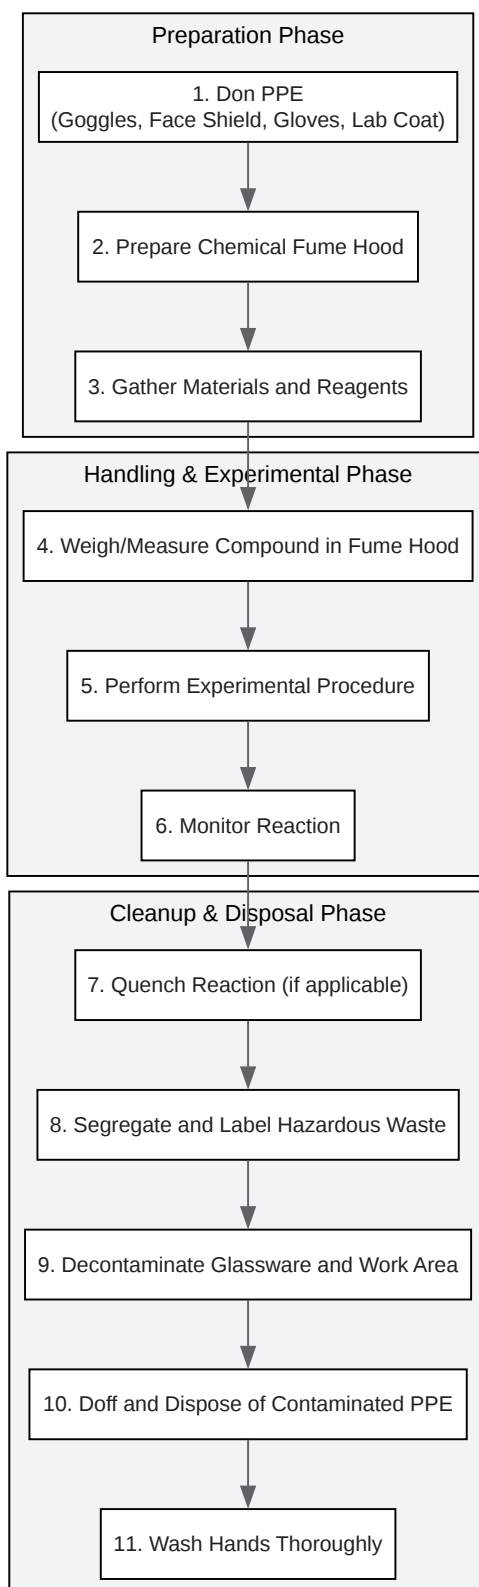 Preparation Phase
1. Don PPE
(Goggles, Face Shield, Gloves, Lab Coat)
2. Prepare Chemical Fume Hood
3. Gather Materials and Reagents
Handling & Experimental Phase
4. Weigh/Measure Compound in Fume Hood
5. Perform Experimental Procedure
6. Monitor Reaction
Cleanup & Disposal Phase
7. Quench Reaction (if applicable)
8. Segregate and Label Hazardous Waste
9. Decontaminate Glassware and Work Area
10. Doff and Dispose of Contaminated PPE
11. Wash Hands Thoroughly